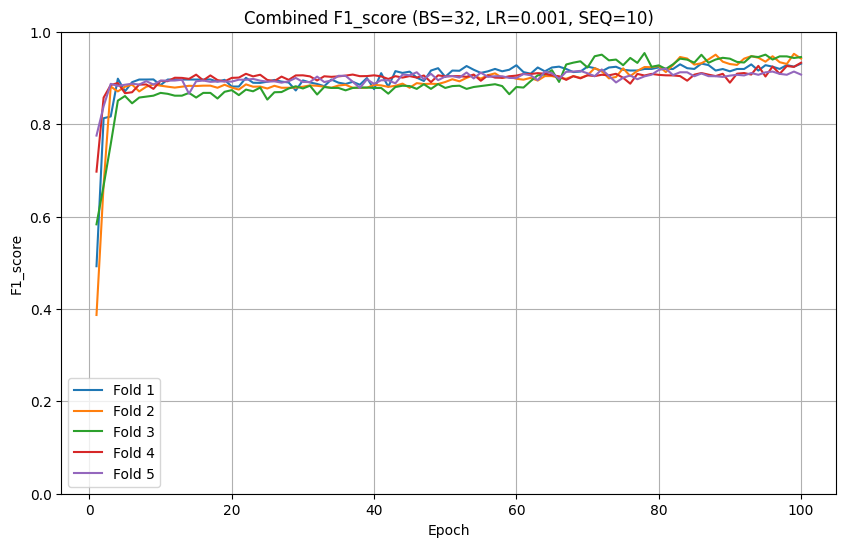 Combined F1_score (BS=32, LR=0.001, SEQ=10)
1.0
0.8
0.6
0.4
0.2
0.0
F1_score
Fold 1
Fold 2
Fold 3
Fold 4
Fold 5
0 20 40 60 80 100
Epoch